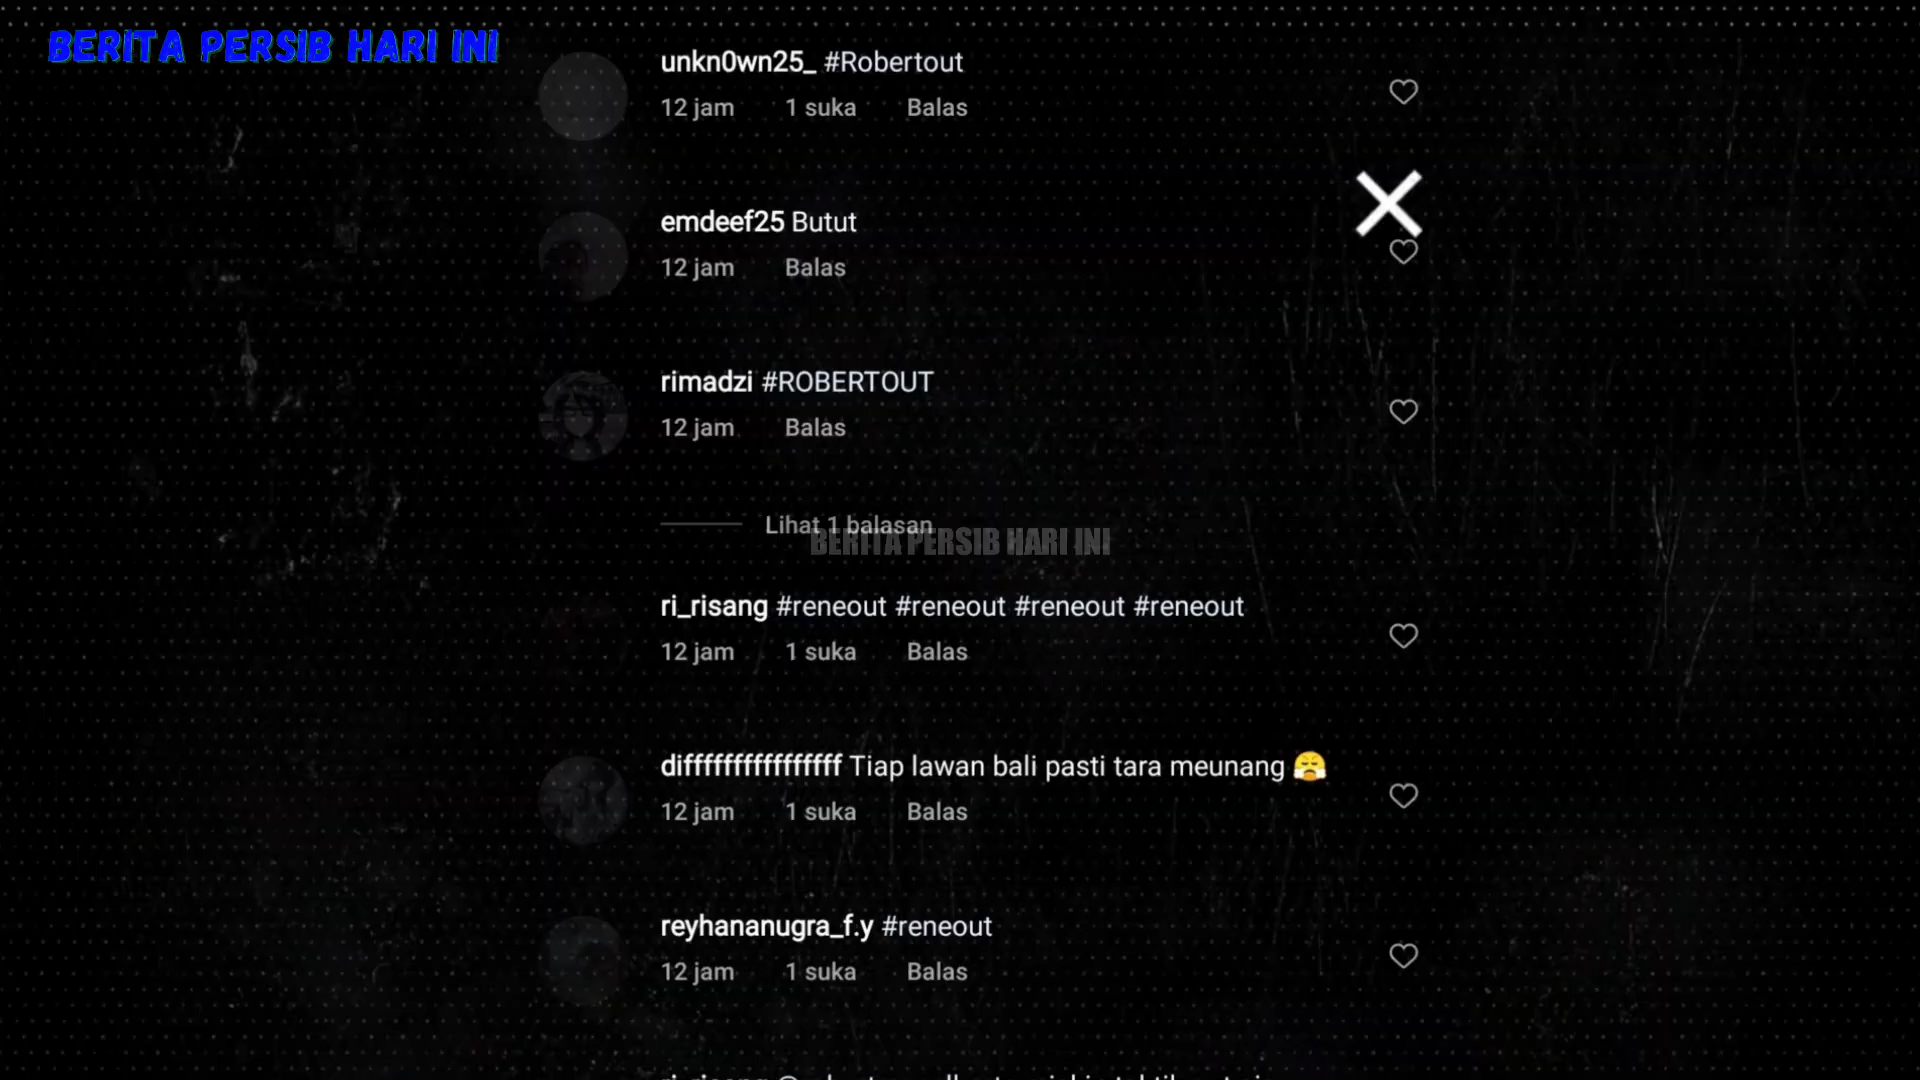 BERITA PERSIB HARI INI
unkn0wn25_ #Robertout
12 jam 1 suka Balas
emdeef25 Butut
12 jam Balas
rimadzi #ROBERTOUT
12 jam Balas
Lihat 1 balasan
BERITA PERSIB HARI INI
ri_risang #reneout #reneout #reneout #reneout
12 jam 1 suka Balas
diffffffffffffffff Tiap lawan bali pasti tara meunang 😤
12 jam 1 suka Balas
reyhananugra_f.y #reneout
12 jam 1 suka Balas